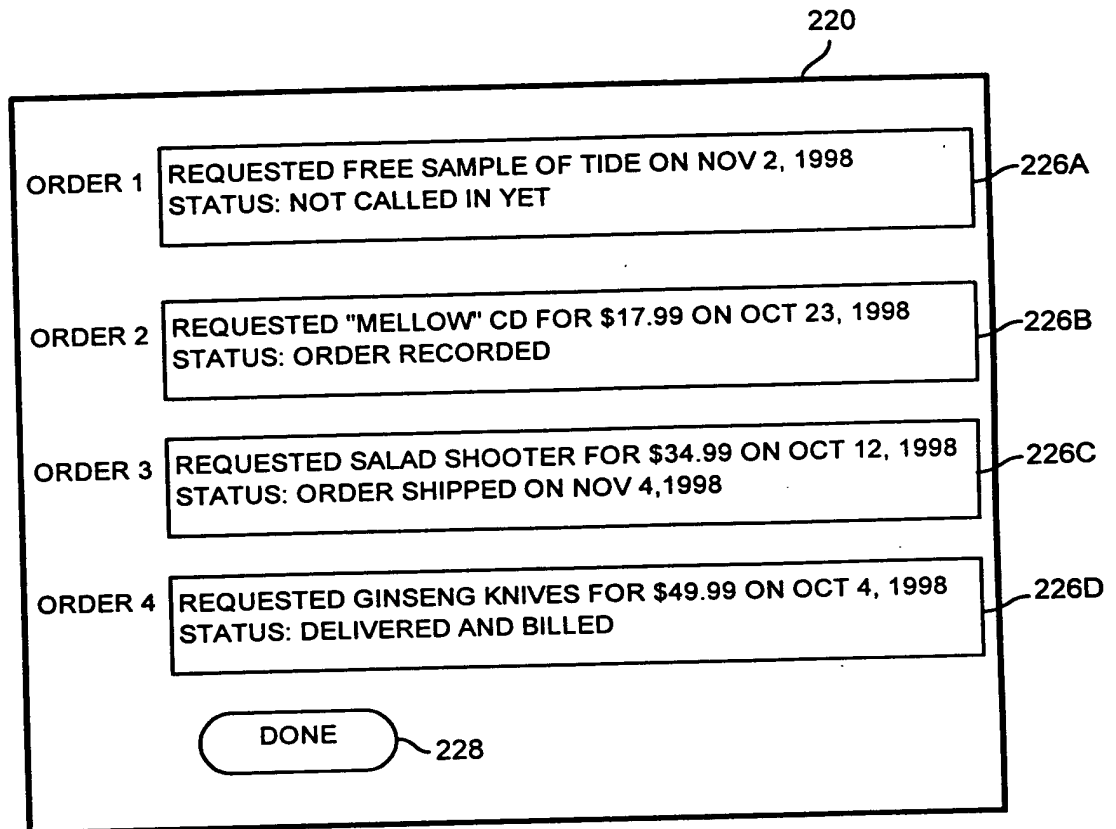 220
ORDER 1
REQUESTED FREE SAMPLE OF TIDE ON NOV 2, 1998
STATUS: NOT CALLED IN YET
226A
ORDER 2
REQUESTED "MELLOW" CD FOR $17.99 ON OCT 23, 1998
STATUS: ORDER RECORDED
226B
ORDER 3
REQUESTED SALAD SHOOTER FOR $34.99 ON OCT 12, 1998
STATUS: ORDER SHIPPED ON NOV 4,1998
226C
ORDER 4
REQUESTED GINSENG KNIVES FOR $49.99 ON OCT 4, 1998
STATUS: DELIVERED AND BILLED
226D
DONE
228